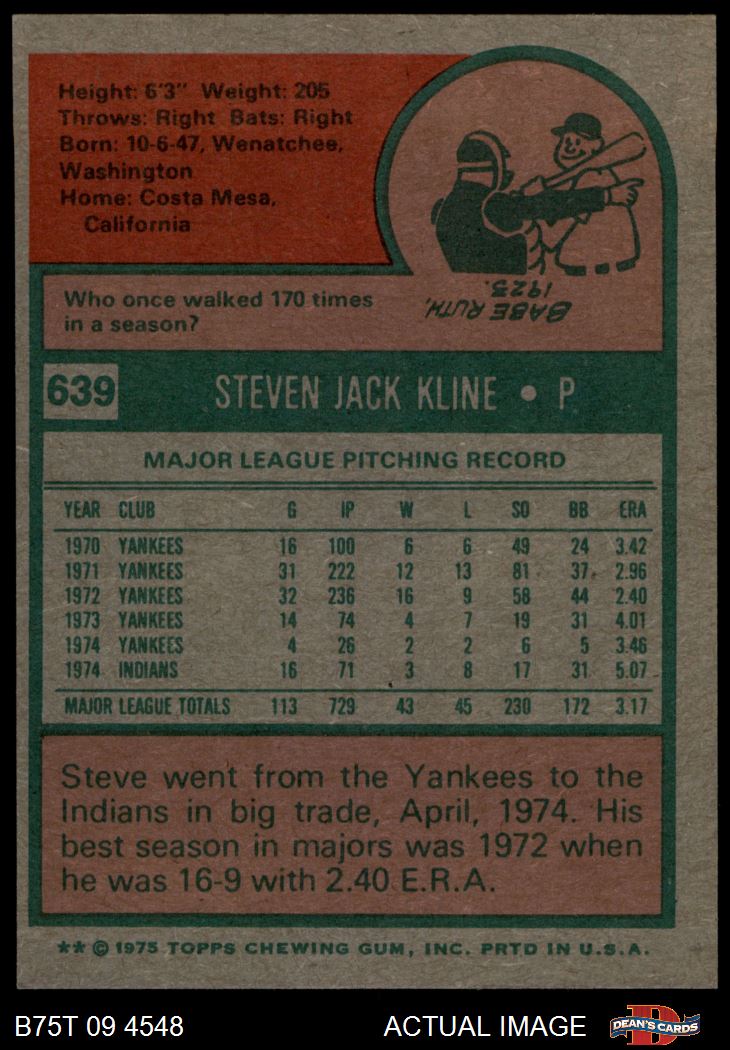 Height: 6'3" Weight: 205
Throws: Right Bats: Right
Born: 10-6-47, Wenatchee,
Washington
Home: Costa Mesa,
California
Who once walked 170 times
in a season?
BABE RUTH,
1923.
639 STEVEN JACK KLINE • P
MAJOR LEAGUE PITCHING RECORD
YEAR CLUB G IP W L SO BB ERA
1970 YANKEES 16 100 6 6 49 24 3.42
1971 YANKEES 31 222 12 13 81 37 2.96
1972 YANKEES 32 236 16 9 58 44 2.40
1973 YANKEES 14 74 4 7 19 31 4.01
1974 YANKEES 4 26 2 2 6 5 3.46
1974 INDIANS 16 71 3 8 17 31 5.07
MAJOR LEAGUE TOTALS 113 729 43 45 230 172 3.17
Steve went from the Yankees to the
Indians in big trade, April, 1974. His
best season in majors was 1972 when
he was 16-9 with 2.40 E.R.A.
** © 1975 TOPPS CHEWING GUM, INC. PRTD IN U.S.A.
B75T 09 4548 ACTUAL IMAGE DEAN'S CARDS